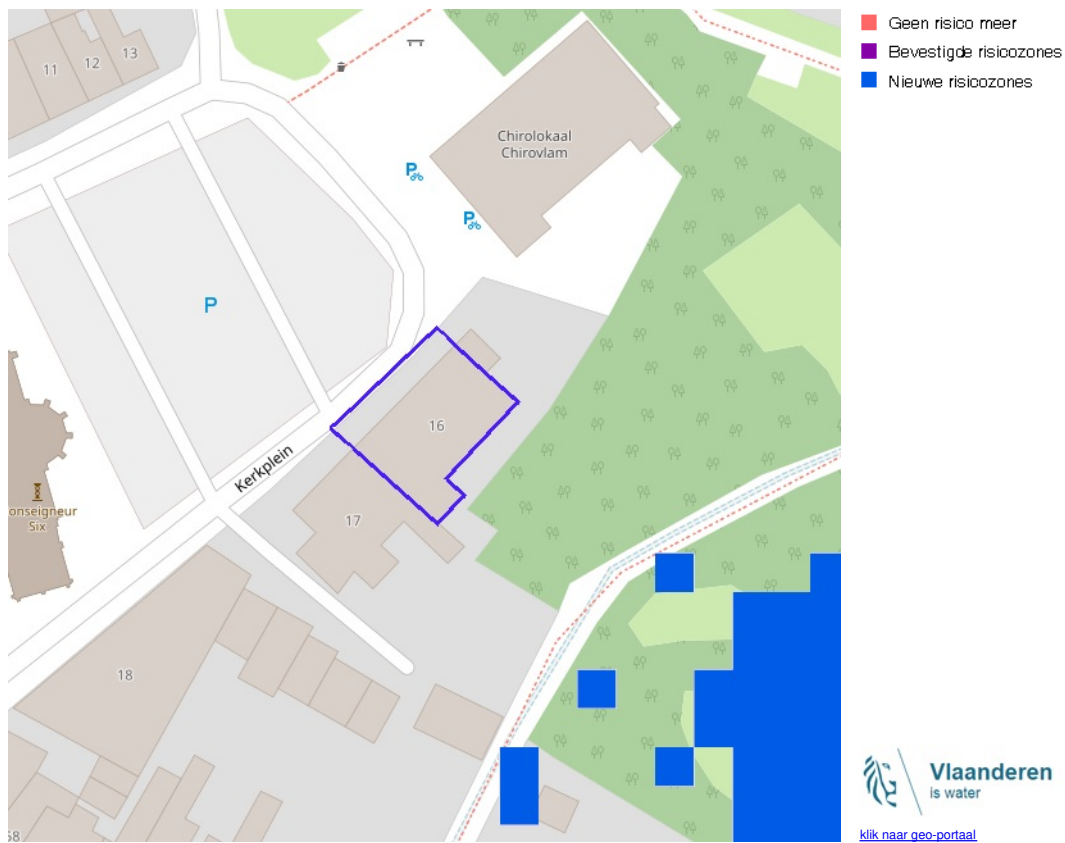 Geen risico meer
Bevestigde risicozones
Nieuwe risicozones
11
12
13
Chirolokaal
Chirovlam
P
P
P
16
Kerkplein
onseigneur
Six
17
18
58
Vlaanderen
is water
klik naar geo-portaal